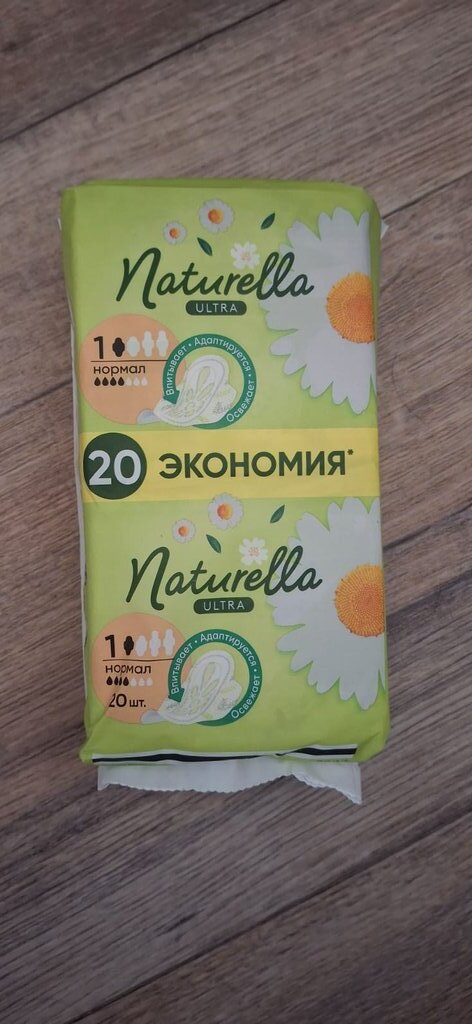 Naturella
ULTRA
1
нормал
Впитывает • Адаптируется • Освежает •
20 ЭКОНОМИЯ*
Naturella
ULTRA
1
нормал
20 шт.
Впитывает • Адаптируется • Освежает •